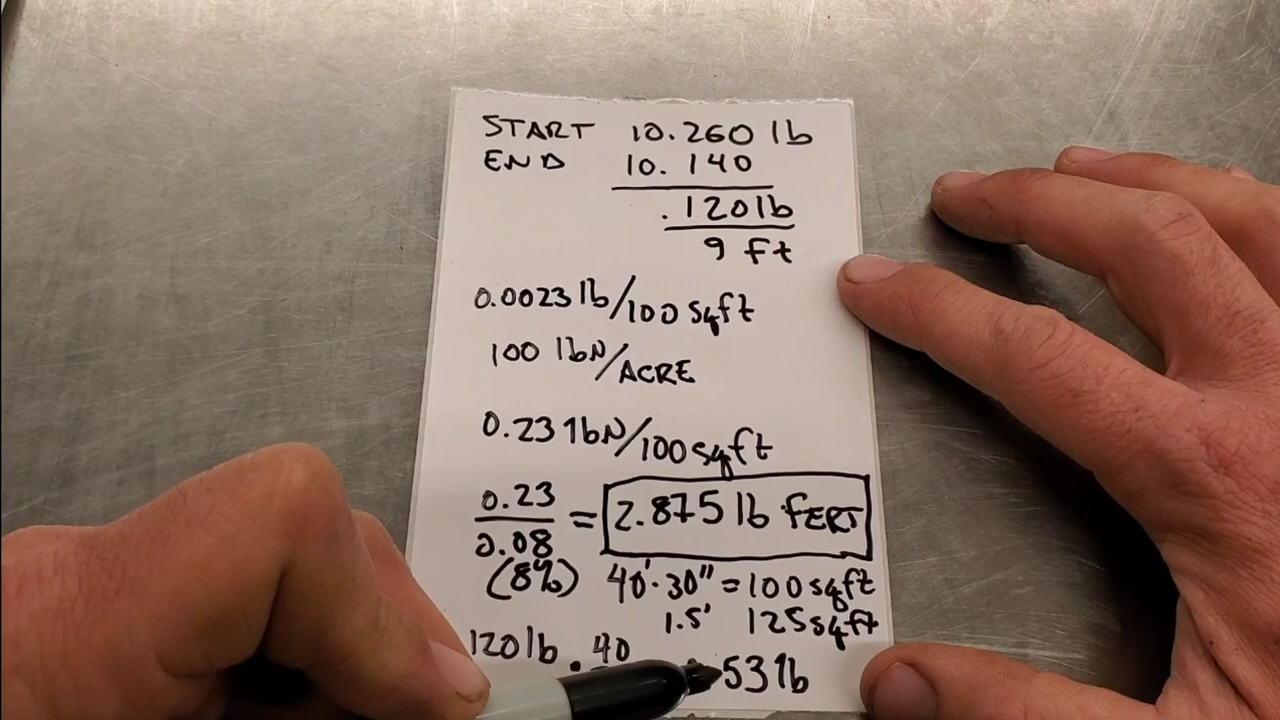 START 10.260 lb
END 10.140
.120 lb
9 ft
0.0023 lb/100 sqft
100 lbN/ACRE
0.23 lbN/100 sqft
0.23
0.08
(8%)
= 2.875 lb FERT
40'·30" = 100 sqft
1.5' 125 sqft
120 lb · 40
53 lb